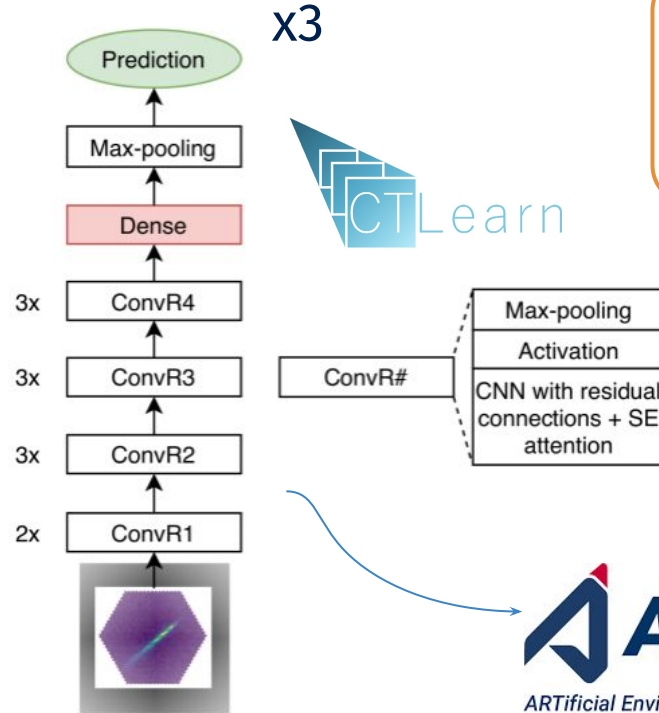 x3
Prediction
Max-pooling
Dense
3x ConvR4
3x ConvR3
3x ConvR2
2x ConvR1
CTLearn
ConvR#
Max-pooling
Activation
CNN with residual
connections + SE
attention
A
ARTificial Envi